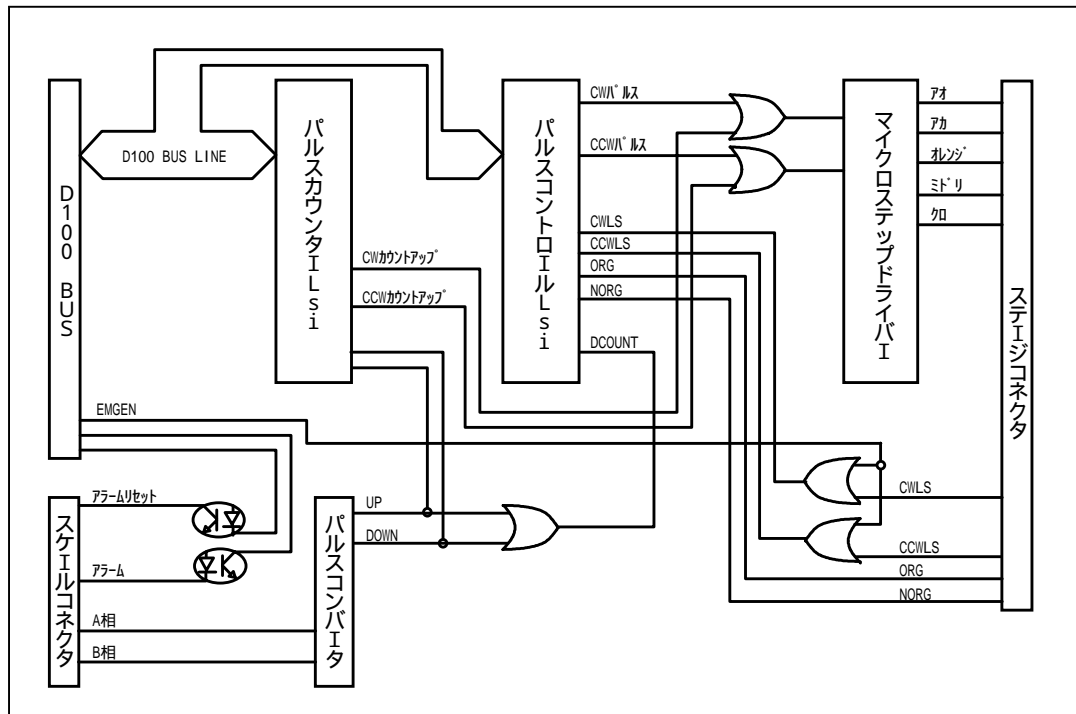 D100 BUS
D100 BUS LINE
パルスカウンタILsi
CWｶｳﾝﾄｱｯﾌﾟ
CCWｶｳﾝﾄｱｯﾌﾟ
パルスコントロIルLsi
CWﾊﾟﾙｽ
CCWﾊﾟﾙｽ
CWLS
CCWLS
ORG
NORG
DCOUNT
マイクロステップドライバI
ｱｵ
ｱｶ
ｵﾚﾝｼﾞ
ﾐﾄﾞﾘ
ｸﾛ
ステIジコネクタ
EMGEN
CWLS
CCWLS
ORG
NORG
スケIルコネクタ
ｱﾗｰﾑﾘｾｯﾄ
ｱﾗｰﾑ
A相
B相
パルスコンバIタ
UP
DOWN